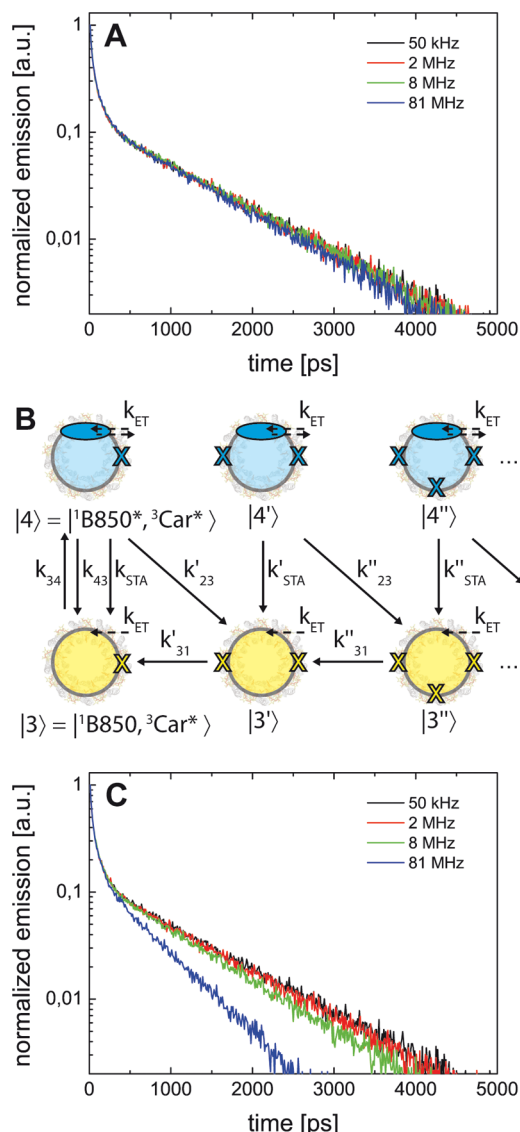 A
50 kHz
2 MHz
8 MHz
81 MHz
normalized emission [a.u.]
1
0,1
0,01
0 1000 2000 3000 4000 5000
time [ps]
B
k_ET k_ET k_ET
X X X X X X ...
|4⟩ = |¹B850*, ³Car*⟩ |4'⟩ |4''⟩
k_34 k_43 k_STA k'_23 k'_STA k''_23 k''_STA
k_ET k'_31 k_ET k''_31 k_ET
X X X X X X ...
|3⟩ = |¹B850, ³Car*⟩ |3'⟩ |3''⟩
C
50 kHz
2 MHz
8 MHz
81 MHz
normalized emission [a.u.]
1
0,1
0,01
0 1000 2000 3000 4000 5000
time [ps]